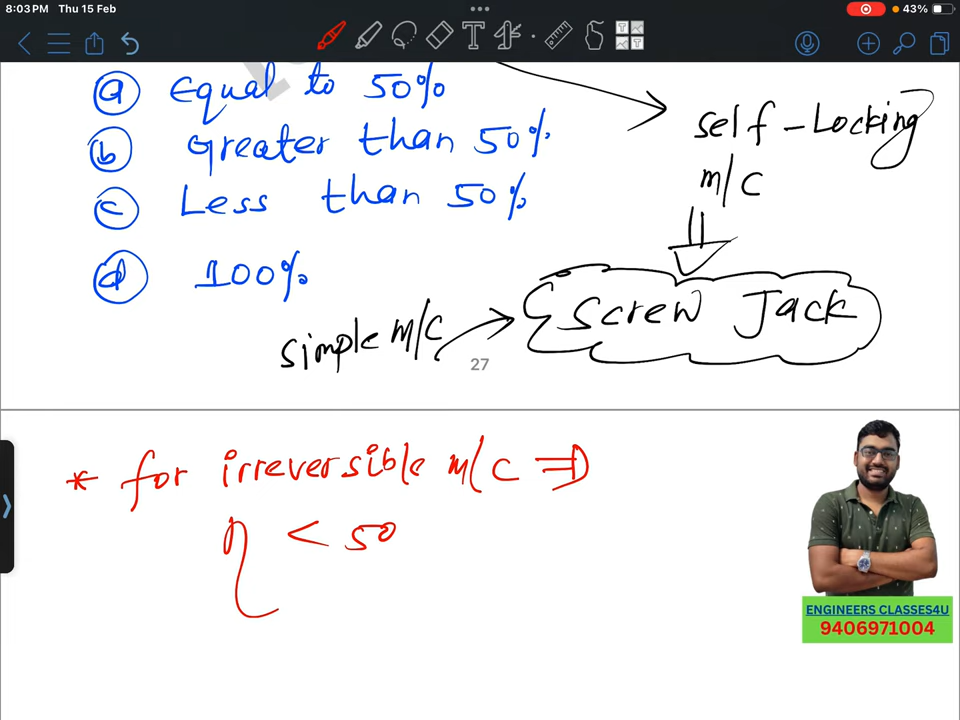 8:03 PM Thu 15 Feb
43%
(a) Equal to 50%
(b) Greater than 50%
(c) Less than 50%
(d) 100%
self-Locking
m/c
Screw Jack
simple m/c
27
* for irreversible m/c ⇒
η < 50
ENGINEERS CLASSES4U
9406971004